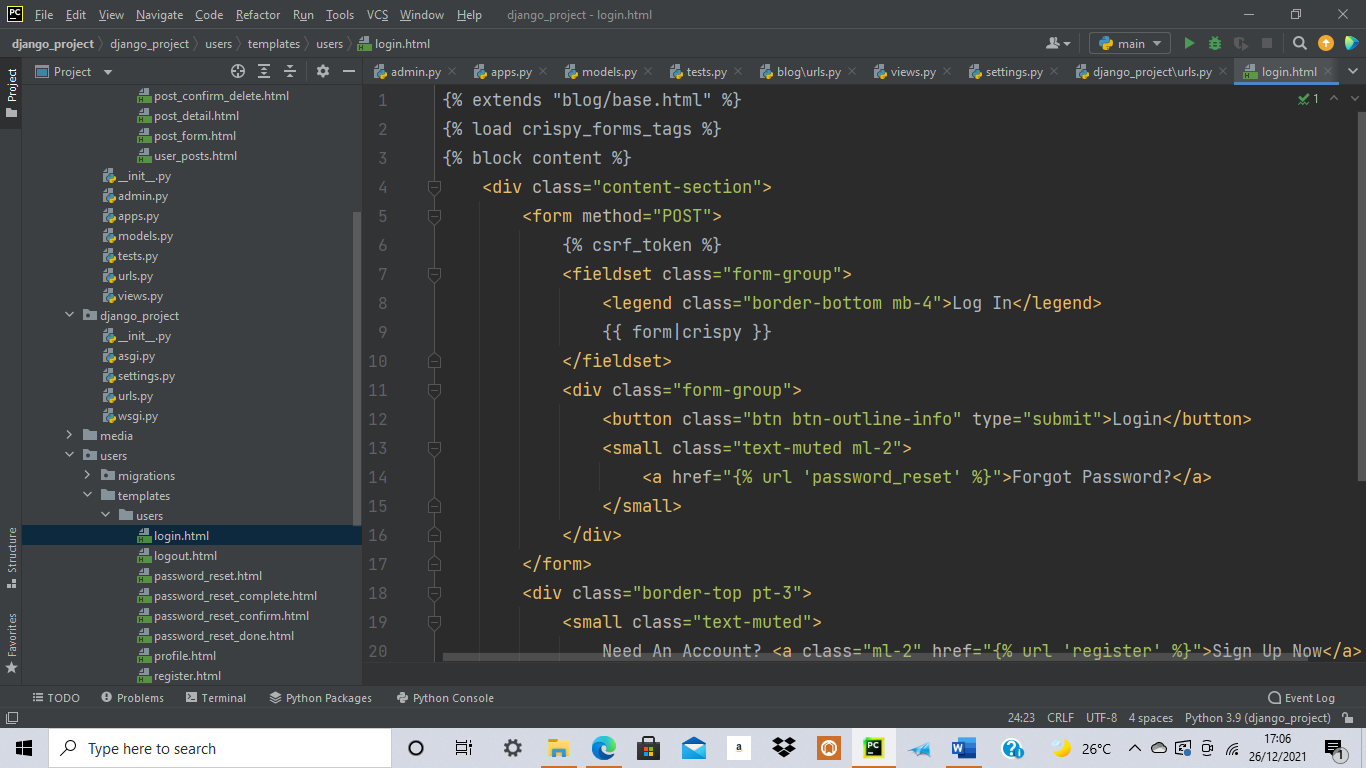 PC File Edit View Navigate Code Refactor Run Tools VCS Window Help django_project - login.html
django_project django_project users templates users login.html main
Project
Project
admin.py apps.py models.py tests.py blog\urls.py views.py settings.py django_project\urls.py login.html
post_confirm_delete.html
post_detail.html
post_form.html
user_posts.html
__init__.py
admin.py
apps.py
models.py
tests.py
urls.py
views.py
django_project
__init__.py
asgi.py
settings.py
urls.py
wsgi.py
media
users
migrations
templates
users
login.html
logout.html
password_reset.html
password_reset_complete.html
password_reset_confirm.html
password_reset_done.html
profile.html
register.html
Structure
Favorites
1 {% extends "blog/base.html" %}
1
2 {% load crispy_forms_tags %}
3 {% block content %}
4 <div class="content-section">
5 <form method="POST">
6 {% csrf_token %}
7 <fieldset class="form-group">
8 <legend class="border-bottom mb-4">Log In</legend>
9 {{ form|crispy }}
10 </fieldset>
11 <div class="form-group">
12 <button class="btn btn-outline-info" type="submit">Login</button>
13 <small class="text-muted ml-2">
14 <a href="{% url 'password_reset' %}">Forgot Password?</a>
15 </small>
16 </div>
17 </form>
18 <div class="border-top pt-3">
19 <small class="text-muted">
20 Need An Account? <a class="ml-2" href="{% url 'register' %}">Sign Up Now</a>
TODO Problems Terminal Python Packages Python Console Event Log
24:23 CRLF UTF-8 4 spaces Python 3.9 (django_project)
Type here to search
a
PC
W
26°C
17:06
26/12/2021
1